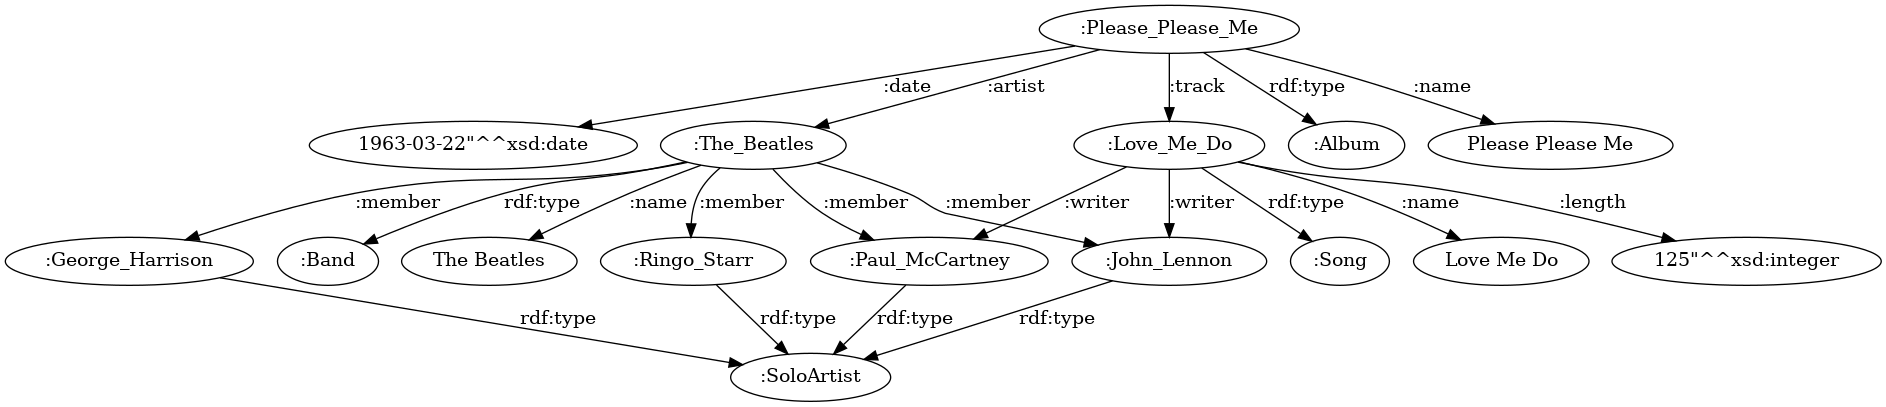 :Please_Please_Me
:date
:artist
:track
rdf:type
:name
1963-03-22"^^xsd:date
:The_Beatles
:Love_Me_Do
:Album
Please Please Me
:member
rdf:type
:name
:member
:member
:member
:writer
:writer
rdf:type
:name
:length
:George_Harrison
:Band
The Beatles
:Ringo_Starr
:Paul_McCartney
:John_Lennon
:Song
Love Me Do
125"^^xsd:integer
rdf:type
rdf:type
rdf:type
rdf:type
:SoloArtist